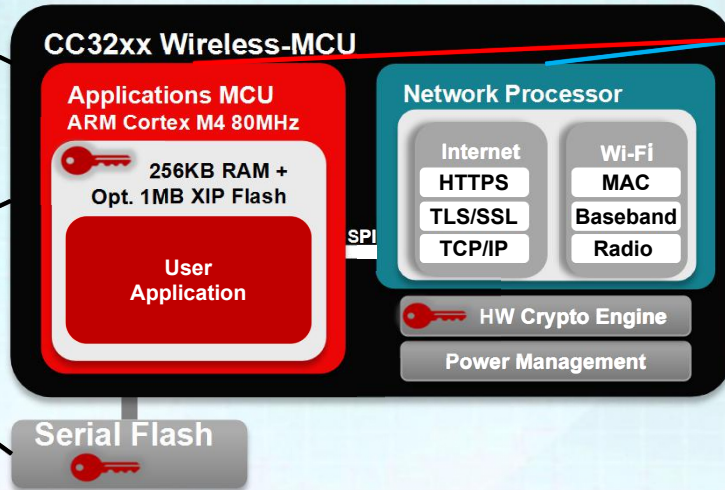 CC32xx Wireless-MCU
Applications MCU
ARM Cortex M4 80MHz
256KB RAM +
Opt. 1MB XIP Flash
User
Application
SPI
Network Processor
Internet
HTTPS
TLS/SSL
TCP/IP
Wi-Fi
MAC
Baseband
Radio
HW Crypto Engine
Power Management
Serial Flash